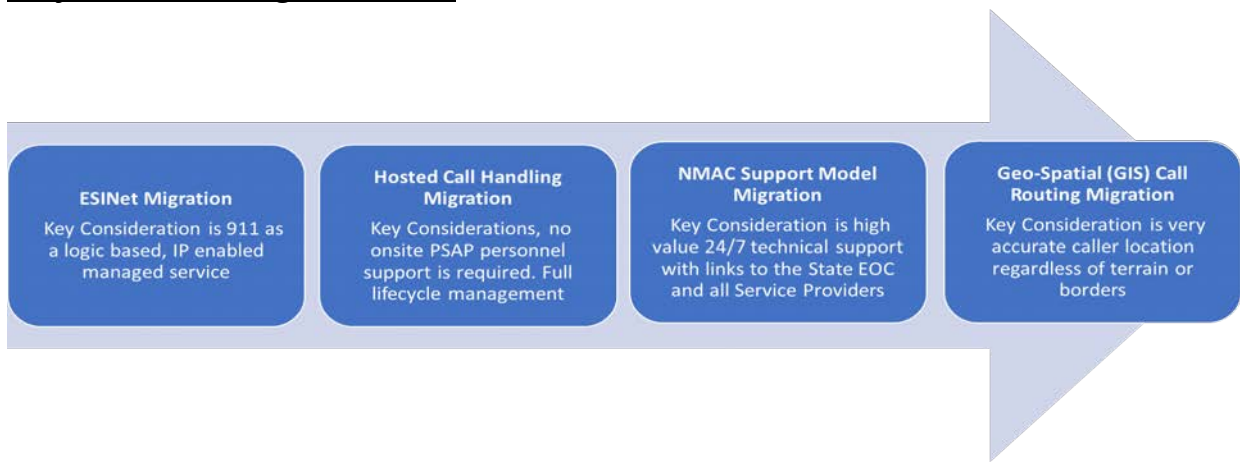 ESINet Migration
Key Consideration is 911 as
a logic based, IP enabled
managed service
Hosted Call Handling
Migration
Key Considerations, no
onsite PSAP personnel
support is required. Full
lifecycle management
NMAC Support Model
Migration
Key Consideration is high
value 24/7 technical support
with links to the State EOC
and all Service Providers
Geo-Spatial (GIS) Call
Routing Migration
Key Consideration is very
accurate caller location
regardless of terrain or
borders